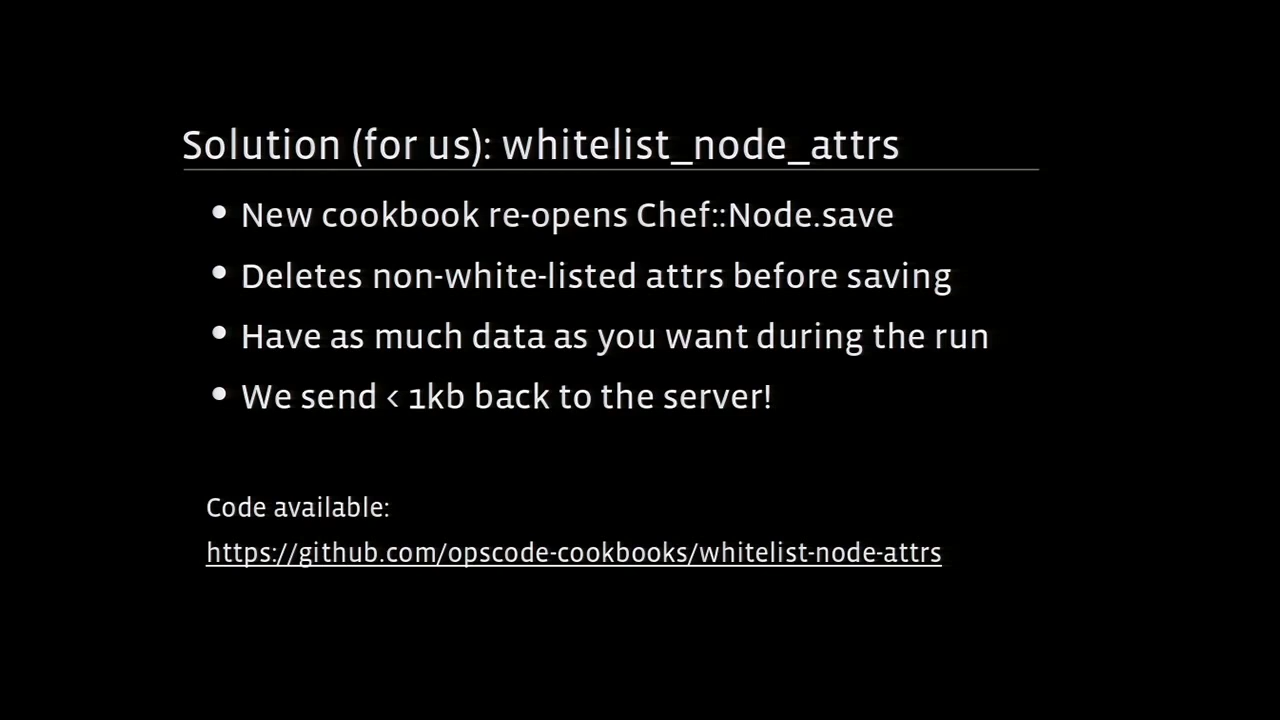 Solution (for us): whitelist_node_attrs
• New cookbook re-opens Chef::Node.save
• Deletes non-white-listed attrs before saving
• Have as much data as you want during the run
• We send < 1kb back to the server!
Code available:
https://github.com/opscode-cookbooks/whitelist-node-attrs